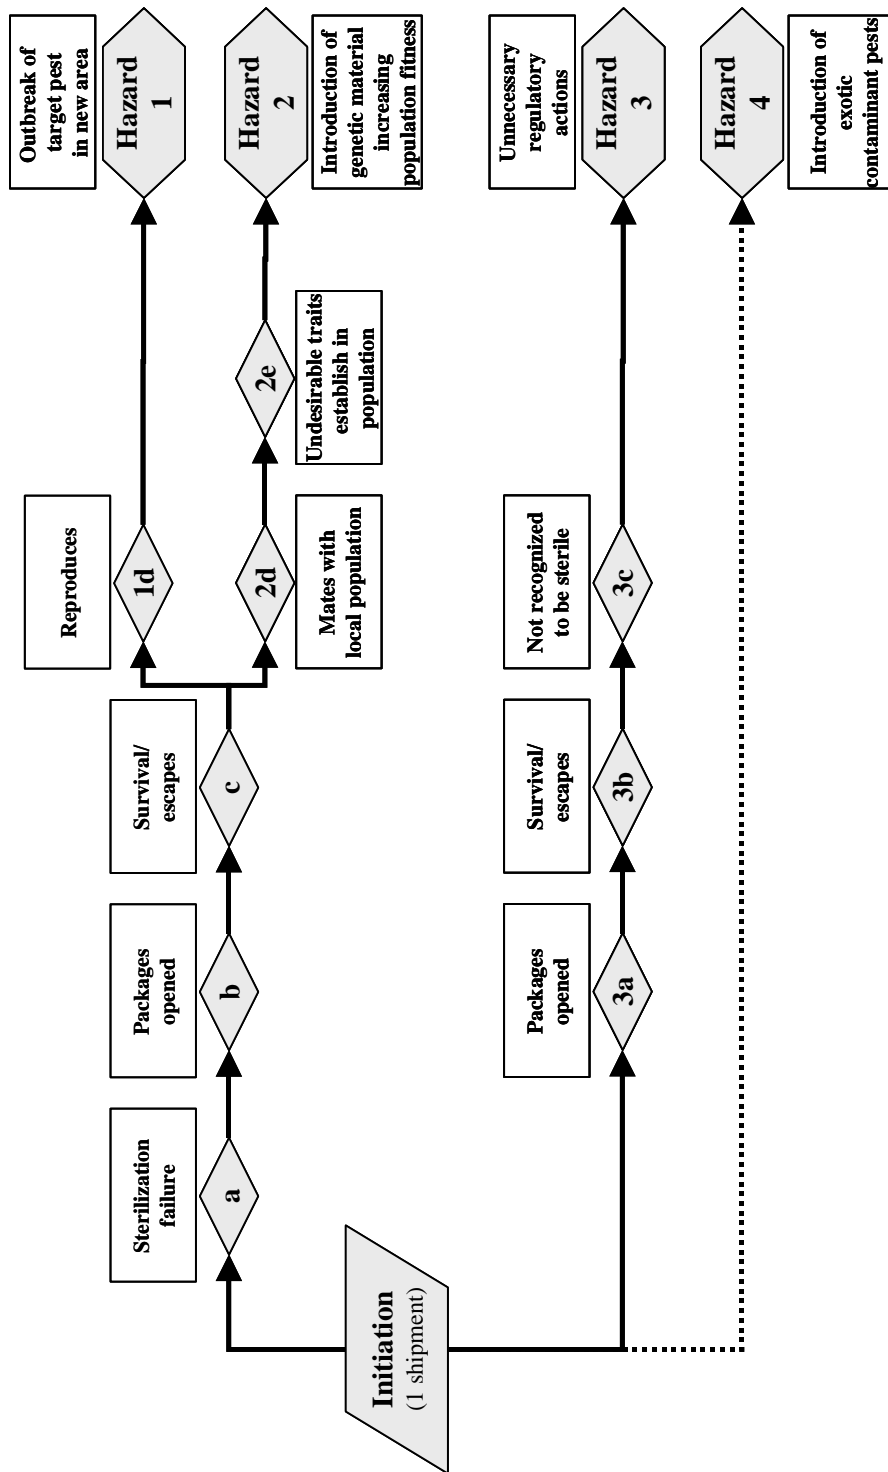 Initiation
(1 shipment)
Sterilization
failure
a
Packages
opened
b
Survival/
escapes
c
Reproduces
1d
Outbreak of
target pest
in new area
Hazard
1
2d
Mates with
local population
2e
Undesirable traits
establish in
population
Hazard
2
Introduction of
genetic material
increasing
population fitness
Packages
opened
3a
Survival/
escapes
3b
Not recognized
to be sterile
3c
Unnecessary
regulatory
actions
Hazard
3
Hazard
4
Introduction of
exotic
contaminant pests